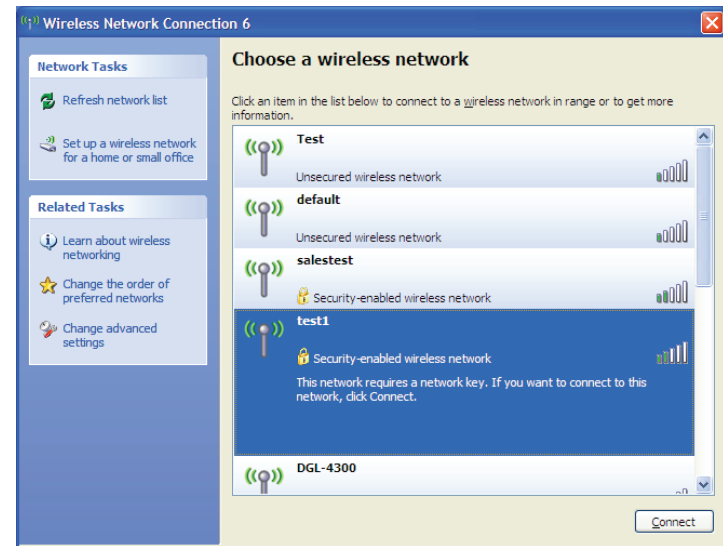 Wireless Network Connection 6
Network Tasks
Refresh network list
Set up a wireless network
for a home or small office
Related Tasks
Learn about wireless
networking
Change the order of
preferred networks
Change advanced
settings
Choose a wireless network
Click an item in the list below to connect to a wireless network in range or to get more
information.
Test
Unsecured wireless network
default
Unsecured wireless network
salestest
Security-enabled wireless network
test1
Security-enabled wireless network
This network requires a network key. If you want to connect to this
network, click Connect.
DGL-4300
Connect